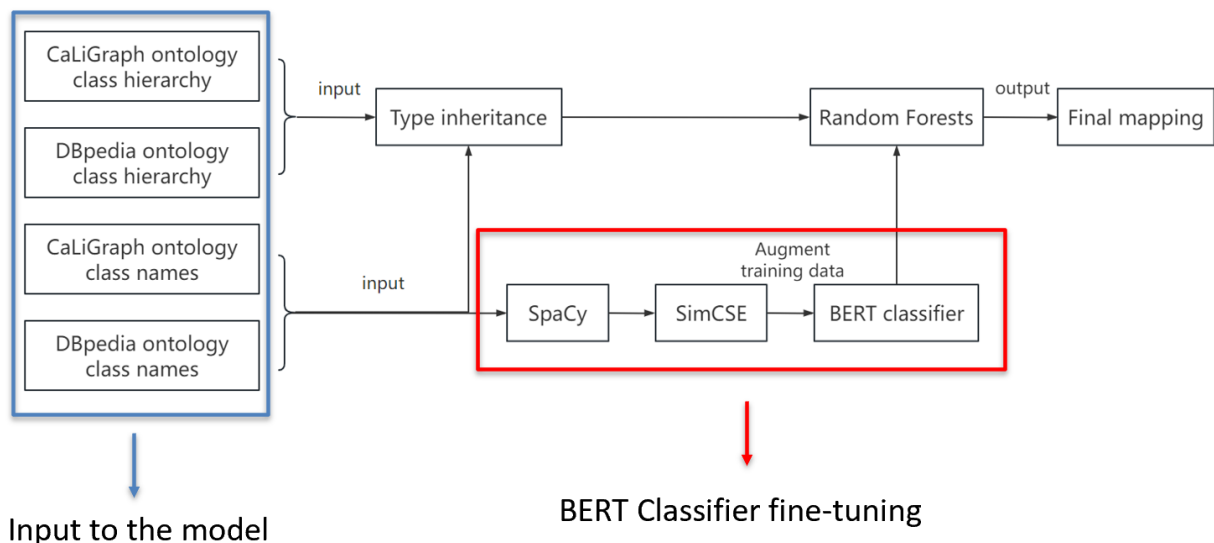 CaLiGraph ontology
class hierarchy
DBpedia ontology
class hierarchy
CaLiGraph ontology
class names
DBpedia ontology
class names
input
Type inheritance
Random Forests
output
Final mapping
input
Augment
training data
SpaCy
SimCSE
BERT classifier
Input to the model
BERT Classifier fine-tuning